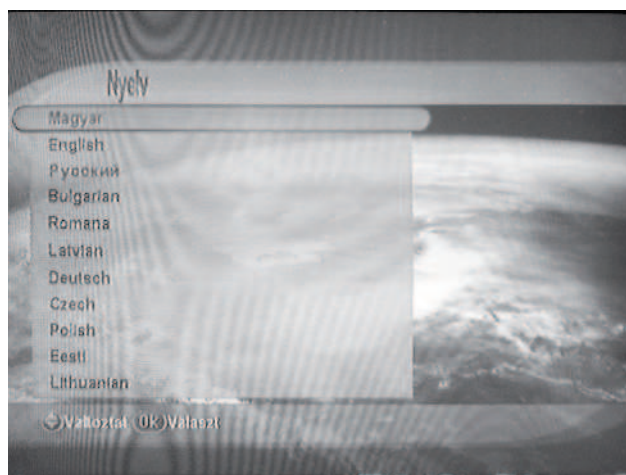 Nyelv
Magyar
English
Русский
Bulgarian
Romana
Latvian
Deutsch
Czech
Polish
Eesti
Lithuanian
Változtat OK Választ